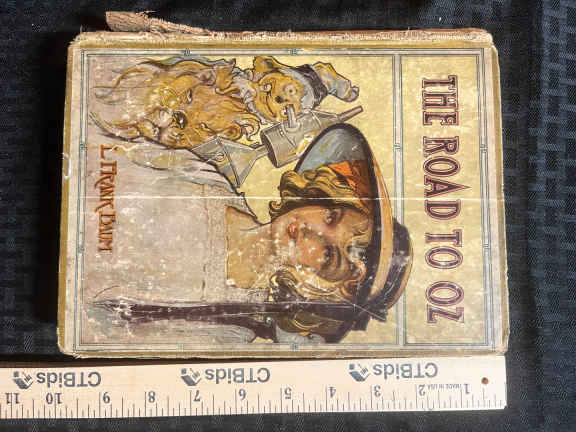 THE ROAD TO OZ
L. FRANK BAUM
CTBids
CTBids
CTBids
MADE IN USA
1 2 3 4 5 6 7 8 9 10 11